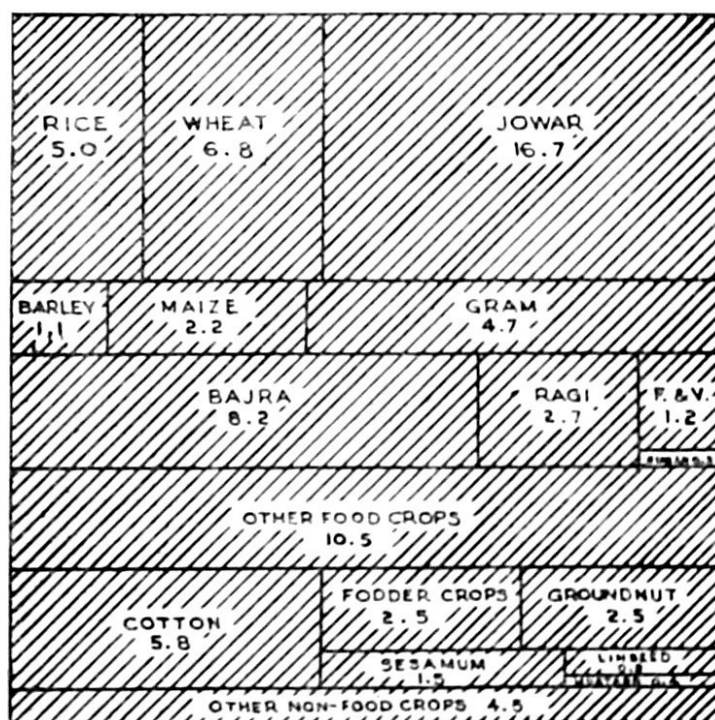 RICE
5.0
WHEAT
6.8
JOWAR
16.7
BARLEY
1.1
MAIZE
2.2
GRAM
4.7
BAJRA
8.2
RAGI
2.7
F. & V.
1.2
OTHER FOOD CROPS
10.5
COTTON
5.8
FODDER CROPS
2.5
GROUNDNUT
2.5
SESAMUM
1.5
LINSEED
OTHER NON-FOOD CROPS 4.5